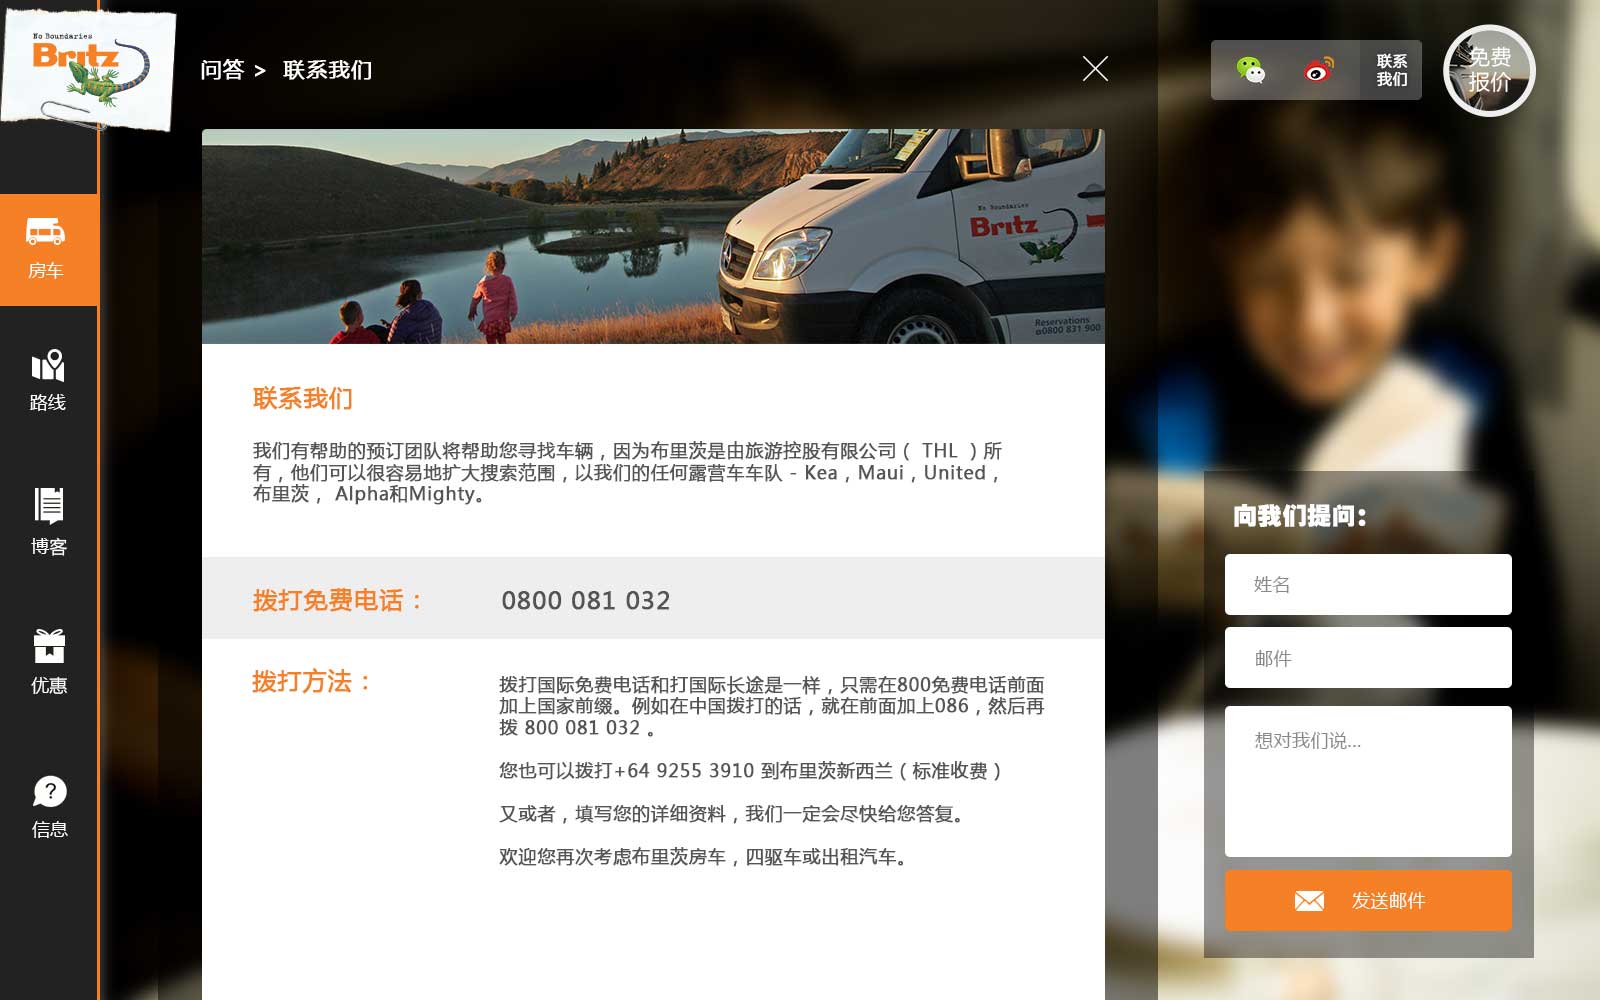 No Boundaries
Britz
问答 > 联系我们
联系
我们
免费
报价
房车
路线
博客
优惠
信息
No Boundaries
Britz
Reservations
0800 831 900
联系我们
我们有帮助的预订团队将帮助您寻找车辆，因为布里茨是由旅游控股有限公司（ THL ）所
有，他们可以很容易地扩大搜索范围，以我们的任何露营车车队 - Kea，Maui，United，
布里茨， Alpha和Mighty。
拨打免费电话： 0800 081 032
拨打方法：
拨打国际免费电话和打国际长途是一样，只需在800免费电话前面
加上国家前缀。例如在中国拨打的话，就在前面加上086，然后再
拨 800 081 032 。
您也可以拨打+64 9255 3910 到布里茨新西兰（标准收费）
又或者，填写您的详细资料，我们一定会尽快给您答复。
欢迎您再次考虑布里茨房车，四驱车或出租汽车。
向我们提问：
姓名
邮件
想对我们说...
发送邮件